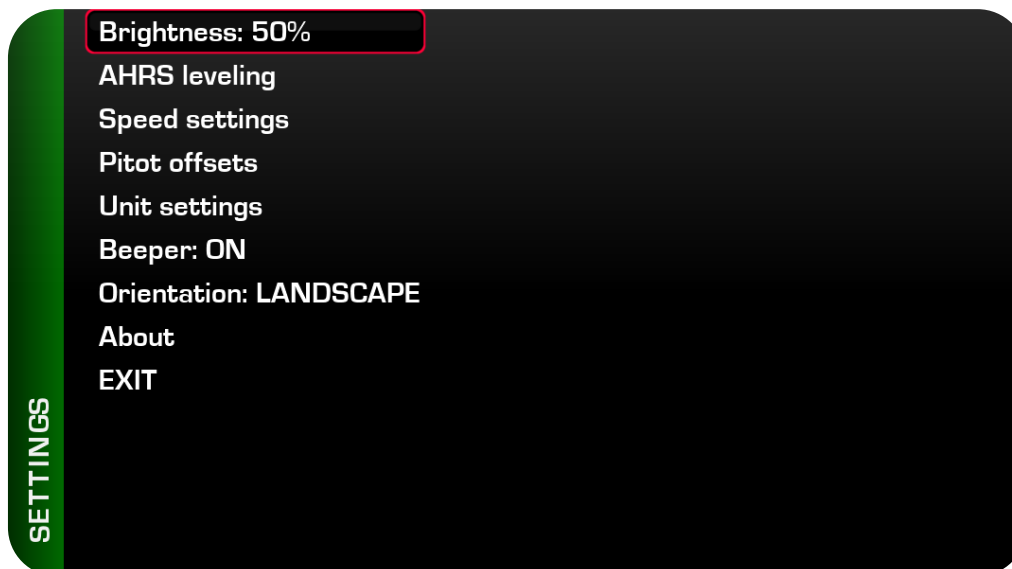 Brightness: 50%
AHRS leveling
Speed settings
Pitot offsets
Unit settings
Beeper: ON
Orientation: LANDSCAPE
About
EXIT
SETTINGS